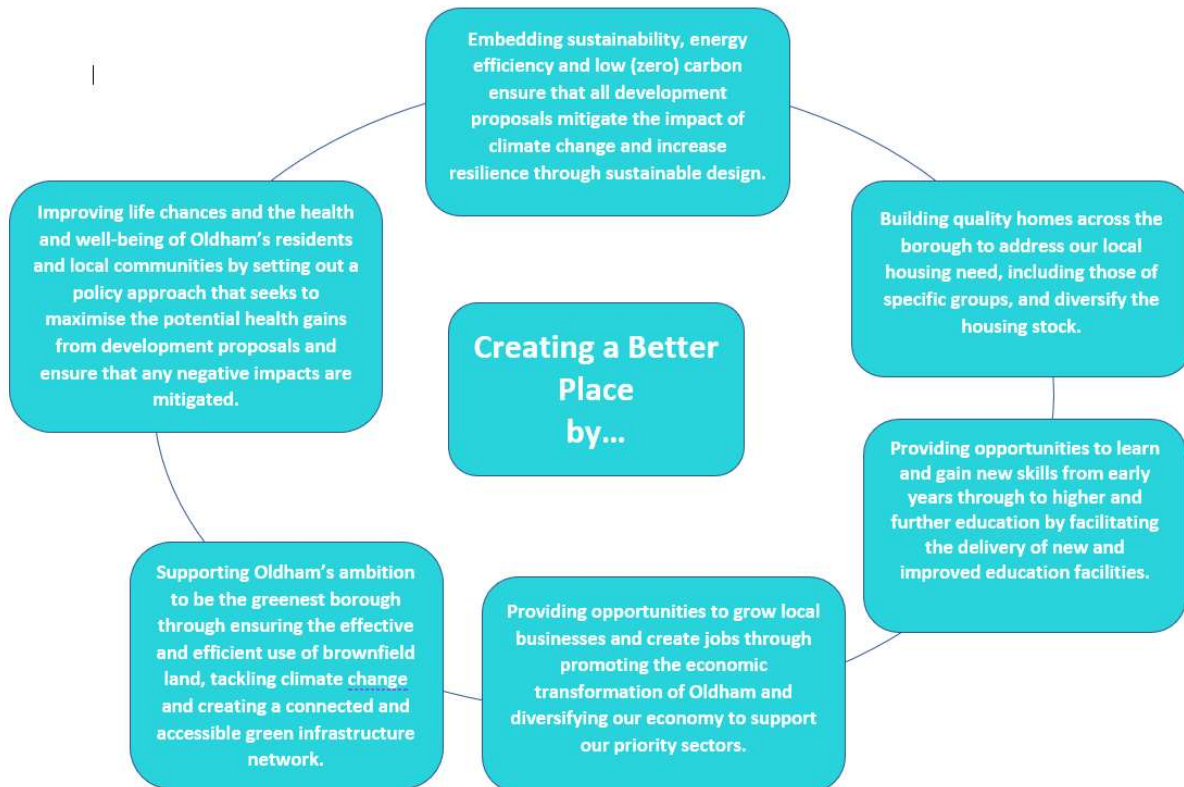 Embedding sustainability, energy
efficiency and low (zero) carbon
ensure that all development
proposals mitigate the impact of
climate change and increase
resilience through sustainable design.
Building quality homes across the
borough to address our local
housing need, including those of
specific groups, and diversify the
housing stock.
Providing opportunities to learn
and gain new skills from early
years through to higher and
further education by facilitating
the delivery of new and
improved education facilities.
Providing opportunities to grow local
businesses and create jobs through
promoting the economic
transformation of Oldham and
diversifying our economy to support
our priority sectors.
Supporting Oldham’s ambition
to be the greenest borough
through ensuring the effective
and efficient use of brownfield
land, tackling climate change
and creating a connected and
accessible green infrastructure
network.
Improving life chances and the health
and well-being of Oldham’s residents
and local communities by setting out a
policy approach that seeks to
maximise the potential health gains
from development proposals and
ensure that any negative impacts are
mitigated.
Creating a Better
Place
by…